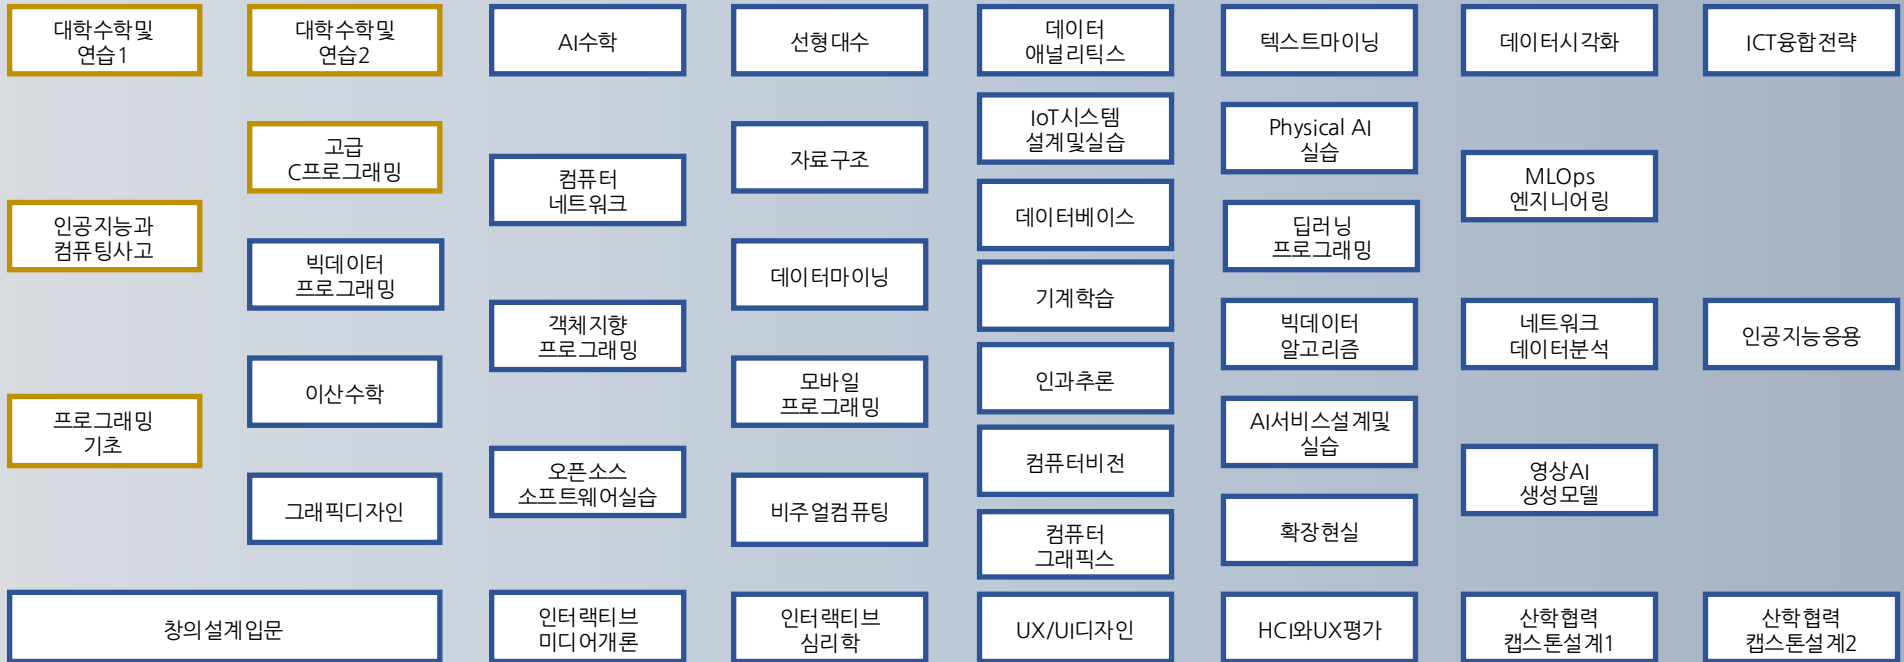 대학수학및
연습1
대학수학및
연습2
AI수학
선형대수
데이터
애널리틱스
텍스트마이닝
데이터시각화
ICT융합전략
고급
C프로그래밍
자료구조
IoT시스템
설계및실습
Physical AI
실습
컴퓨터
네트워크
MLOps
엔지니어링
인공지능과
컴퓨팅사고
데이터베이스
딥러닝
프로그래밍
빅데이터
프로그래밍
데이터마이닝
기계학습
객체지향
프로그래밍
빅데이터
알고리즘
네트워크
데이터분석
인공지능응용
이산수학
모바일
프로그래밍
인과추론
프로그래밍
기초
AI서비스설계및
실습
오픈소스
소프트웨어실습
컴퓨터비전
영상AI
생성모델
그래픽디자인
비주얼컴퓨팅
컴퓨터
그래픽스
확장현실
창의설계입문
인터랙티브
미디어개론
인터랙티브
심리학
UX/UI디자인
HCI와UX평가
산학협력
캡스톤설계1
산학협력
캡스톤설계2